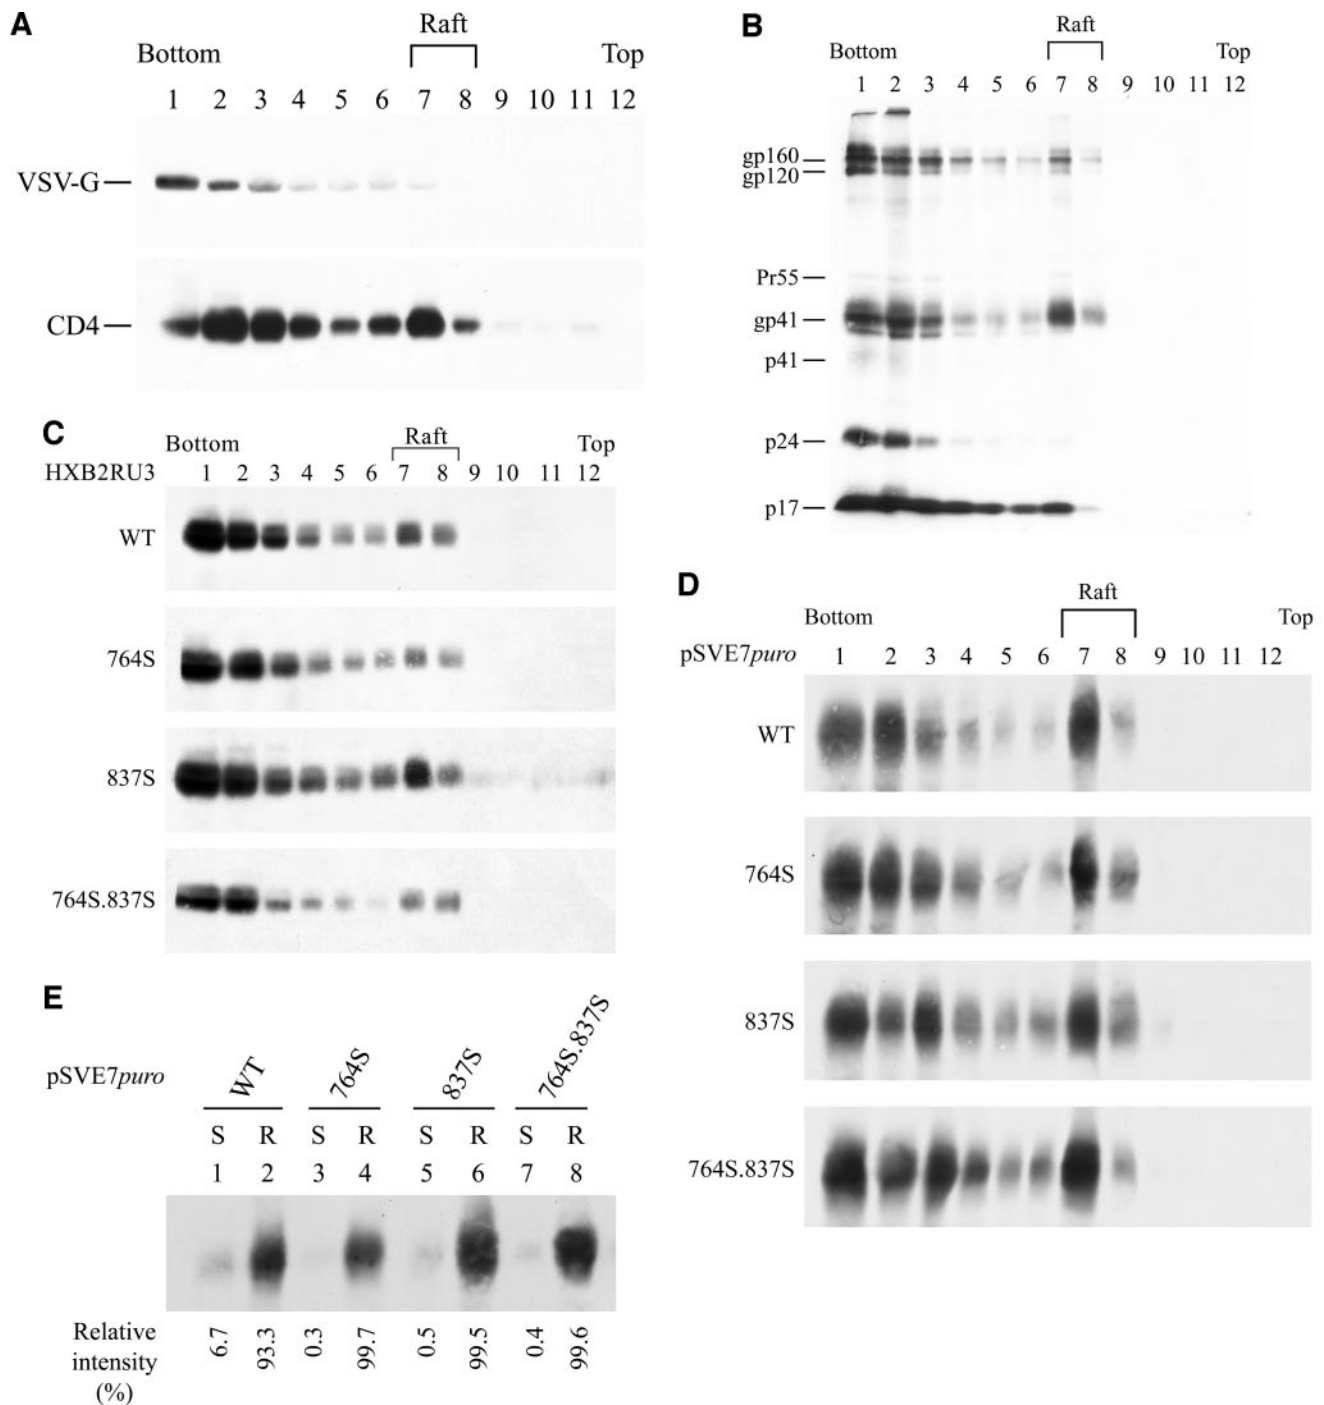 A
Raft
Bottom Top
1 2 3 4 5 6 7 8 9 10 11 12
VSV-G
CD4
B
Raft
Bottom Top
1 2 3 4 5 6 7 8 9 10 11 12
gp160
gp120
Pr55
gp41
p41
p24
p17
C
Raft
Bottom Top
HXB2RU3 1 2 3 4 5 6 7 8 9 10 11 12
WT
764S
837S
764S.837S
D
Raft
Bottom Top
pSVE7puro 1 2 3 4 5 6 7 8 9 10 11 12
WT
764S
837S
764S.837S
E
pSVE7puro WT 764S 837S 764S.837S
S R S R S R S R
1 2 3 4 5 6 7 8
Relative
intensity
(%)
6.7 93.3 0.3 99.7 0.5 99.5 0.4 99.6